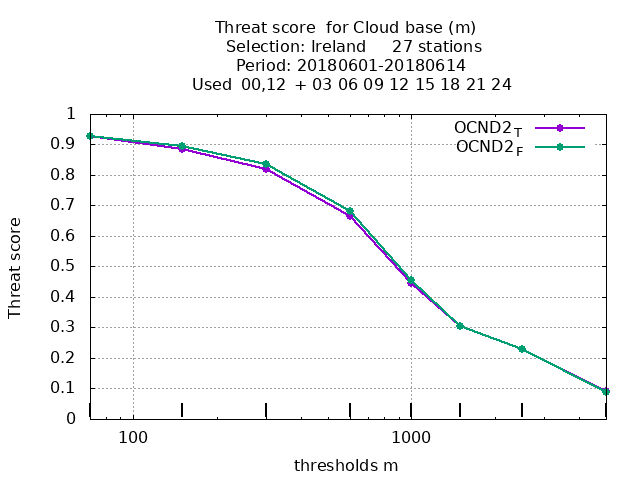 Threat score  for Cloud base (m)
Selection: Ireland     27 stations
Period: 20180601-20180614
Used  00,12  + 03 06 09 12 15 18 21 24
OCND2T
OCND2F
1
0.9
0.8
0.7
0.6
0.5
0.4
0.3
0.2
0.1
0
Threat score
100
1000
thresholds m